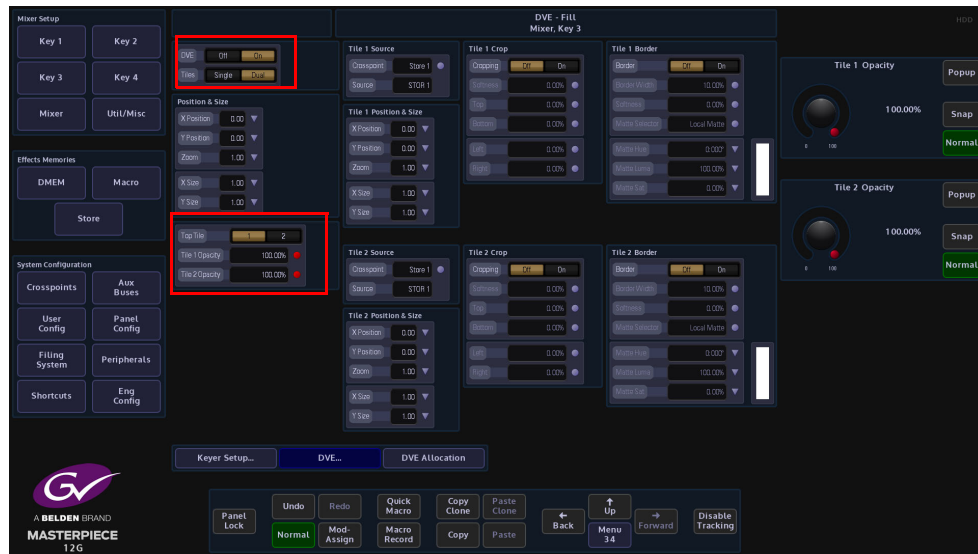 Mixer Setup
Key 1
Key 2
Key 3
Key 4
Mixer
Util/Misc
Effects Memories
DMEM
Macro
Store
System Configuration
Crosspoints
Aux
Buses
User
Config
Panel
Config
Filing
System
Peripherals
Shortcuts
Eng
Config
A BELDEN BRAND
MASTERPIECE
12G
DVE - Fill
Mixer, Key 3
HDD
DVE Off On
Tiles Single Dual
Position & Size
X Position 0.00
Y Position 0.00
Zoom 1.00
X Size 1.00
Y Size 1.00
Top Tile 1 2
Tile 1 Opacity 100.00%
Tile 2 Opacity 100.00%
Tile 1 Source
Crosspoint Store 1
Source STOR 1
Tile 1 Position & Size
X Position 0.00
Y Position 0.00
Zoom 1.00
X Size 1.00
Y Size 1.00
Tile 1 Crop
Cropping Off On
Softness 0.00%
Top 0.00%
Bottom 0.00%
Left 0.00%
Right 0.00%
Tile 1 Border
Border Off On
Border Width 10.00%
Softness 0.00%
Matte Selector Local Matte
Matte Hue 0.000°
Matte Luma 100.00%
Matte Sat 0.00%
Tile 2 Source
Crosspoint Store 1
Source STOR 1
Tile 2 Position & Size
X Position 0.00
Y Position 0.00
Zoom 1.00
X Size 1.00
Y Size 1.00
Tile 2 Crop
Cropping Off On
Softness 0.00%
Top 0.00%
Bottom 0.00%
Left 0.00%
Right 0.00%
Tile 2 Border
Border Off On
Border Width 10.00%
Softness 0.00%
Matte Selector Local Matte
Matte Hue 0.000°
Matte Luma 100.00%
Matte Sat 0.00%
Tile 1 Opacity
100.00%
0 100
Popup
Snap
Normal
Tile 2 Opacity
100.00%
0 100
Popup
Snap
Normal
Keyer Setup...
DVE...
DVE Allocation
Panel
Lock
Undo
Redo
Normal
Mod-
Assign
Quick
Macro
Macro
Record
Copy
Clone
Paste
Clone
Copy
Paste
Back
Up
Menu
34
Forward
Disable
Tracking